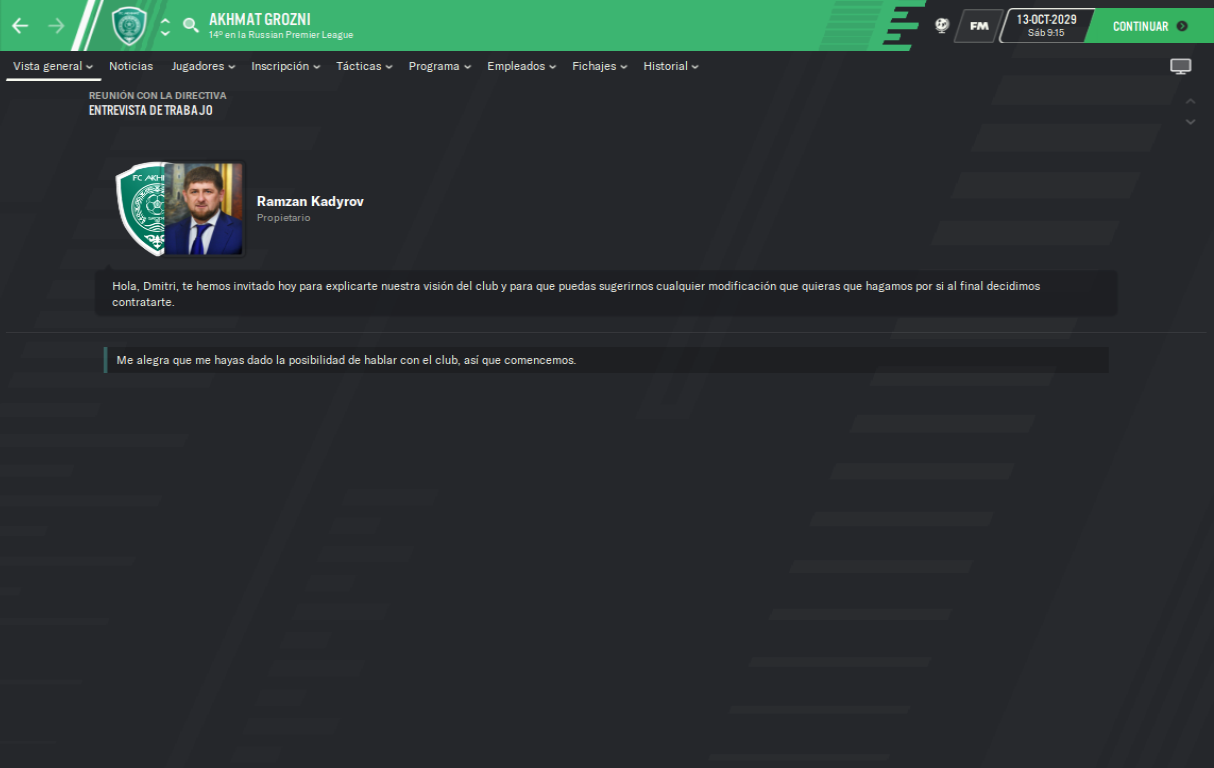 AKHMAT GROZNI
14º en la Russian Premier League
FM
13-OCT-2029
Sáb 9:15
CONTINUAR
Vista general
Noticias
Jugadores
Inscripción
Tácticas
Programa
Empleados
Fichajes
Historial
REUNIÓN CON LA DIRECTIVA
ENTREVISTA DE TRABAJO
FC AKH
Ramzan Kadyrov
Propietario
Hola, Dmitri, te hemos invitado hoy para explicarte nuestra visión del club y para que puedas sugerirnos cualquier modificación que quieras que hagamos por si al final decidimos
contratarte.
Me alegra que me hayas dado la posibilidad de hablar con el club, así que comencemos.